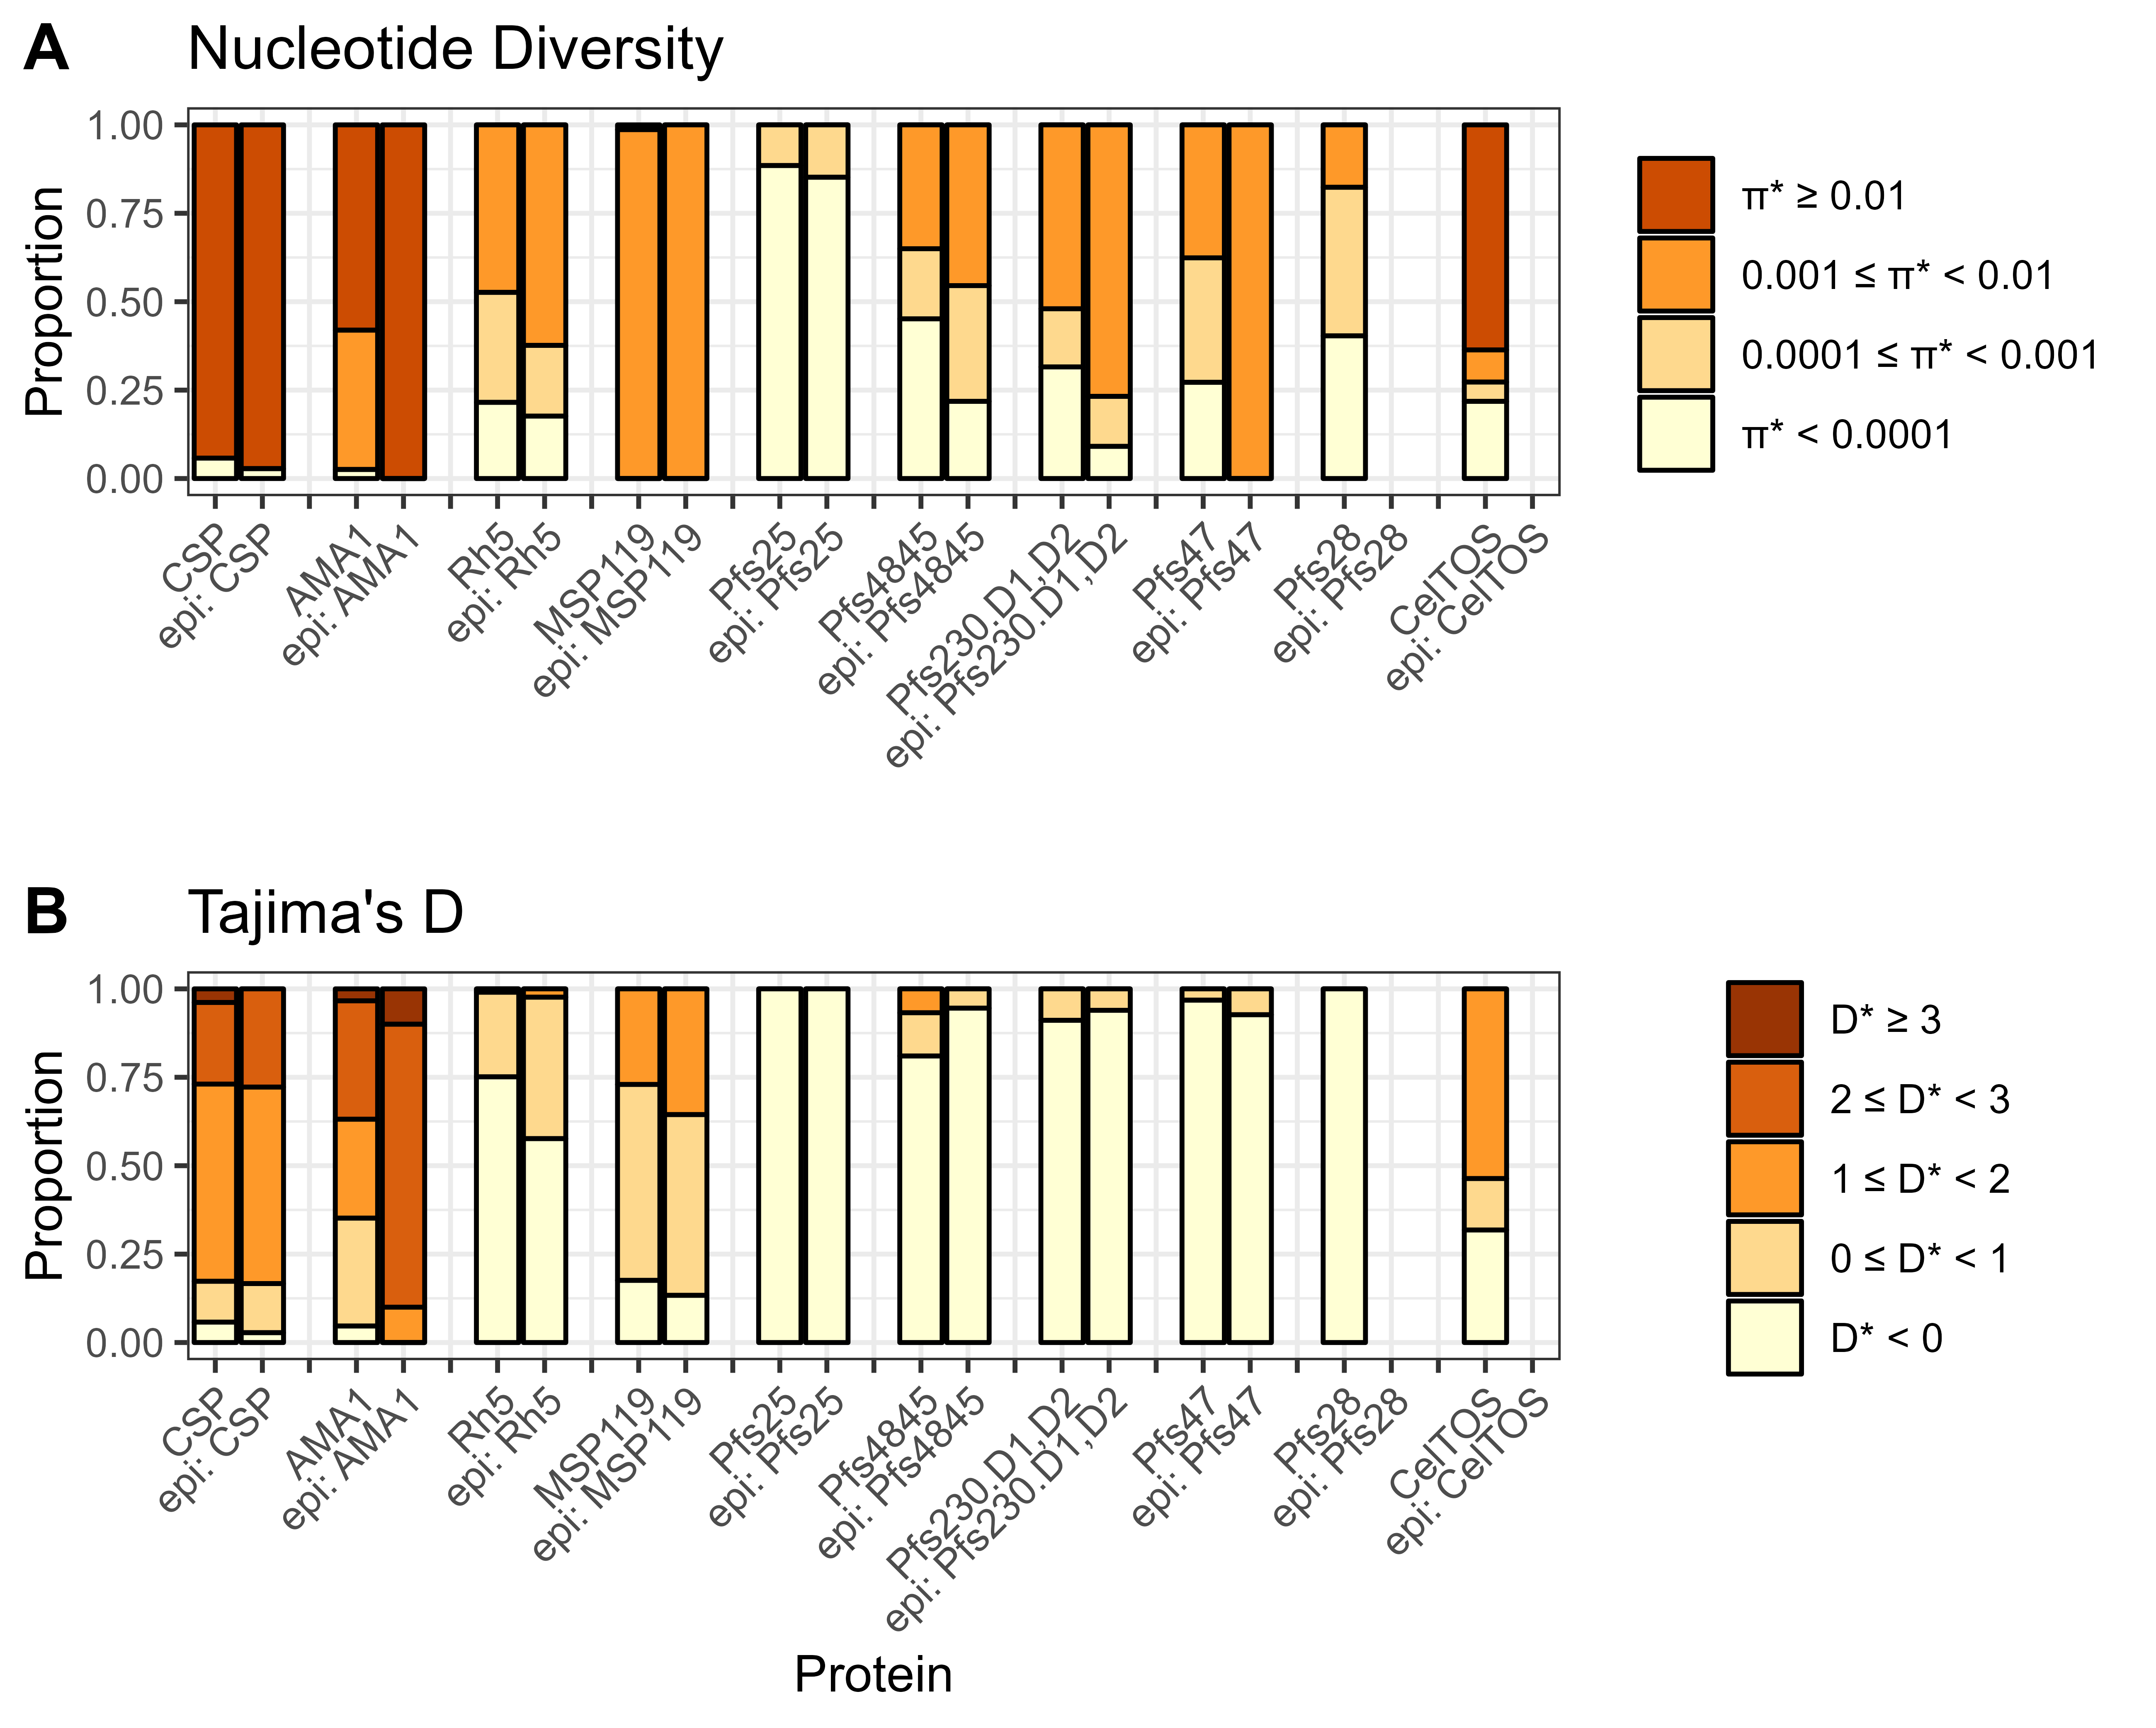 A Nucleotide Diversity
1.00
0.75
0.50
0.25
0.00
Proportion
CSP
epi: CSP
AMA1
epi: AMA1
Rh5
epi: Rh5
MSP119
epi: MSP119
Pfs25
epi: Pfs25
Pfs4845
epi: Pfs4845
Pfs230.D1,D2
epi: Pfs230.D1,D2
Pfs47
epi: Pfs47
Pfs28
epi: Pfs28
CelTOS
epi: CelTOS
π* ≥ 0.01
0.001 ≤ π* < 0.01
0.0001 ≤ π* < 0.001
π* < 0.0001
B Tajima's D
1.00
0.75
0.50
0.25
0.00
Proportion
CSP
epi: CSP
AMA1
epi: AMA1
Rh5
epi: Rh5
MSP119
epi: MSP119
Pfs25
epi: Pfs25
Pfs4845
epi: Pfs4845
Pfs230.D1,D2
epi: Pfs230.D1,D2
Pfs47
epi: Pfs47
Pfs28
epi: Pfs28
CelTOS
epi: CelTOS
Protein
D* ≥ 3
2 ≤ D* < 3
1 ≤ D* < 2
0 ≤ D* < 1
D* < 0